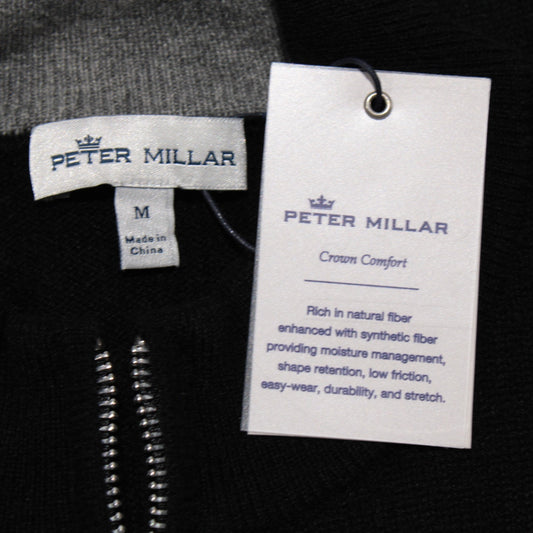 PETER MILLAR
M
Made in
China
PETER MILLAR
Crown Comfort
Rich in natural fiber
enhanced with synthetic fiber
providing moisture management,
shape retention, low friction,
easy-wear, durability, and stretch.